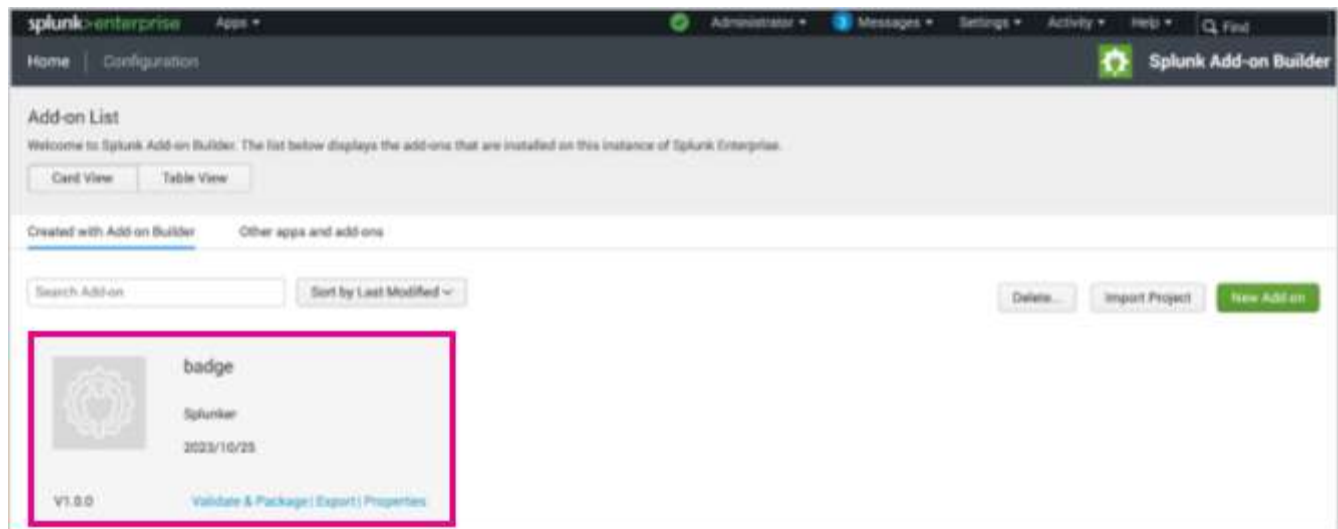 splunk>enterprise Apps Administrator 3 Messages Settings Activity Help Find
Home | Configuration Splunk Add-on Builder
Add-on List
Welcome to Splunk Add-on Builder. The list below displays the add-ons that are installed on this instance of Splunk Enterprise.
Card View Table View
Created with Add-on Builder Other apps and add-ons
Search Add-on Sort by Last Modified Delete... Import Project New Add-on
badge
Splunker
2023/10/25
V1.0.0 Validate & Package | Export | Properties